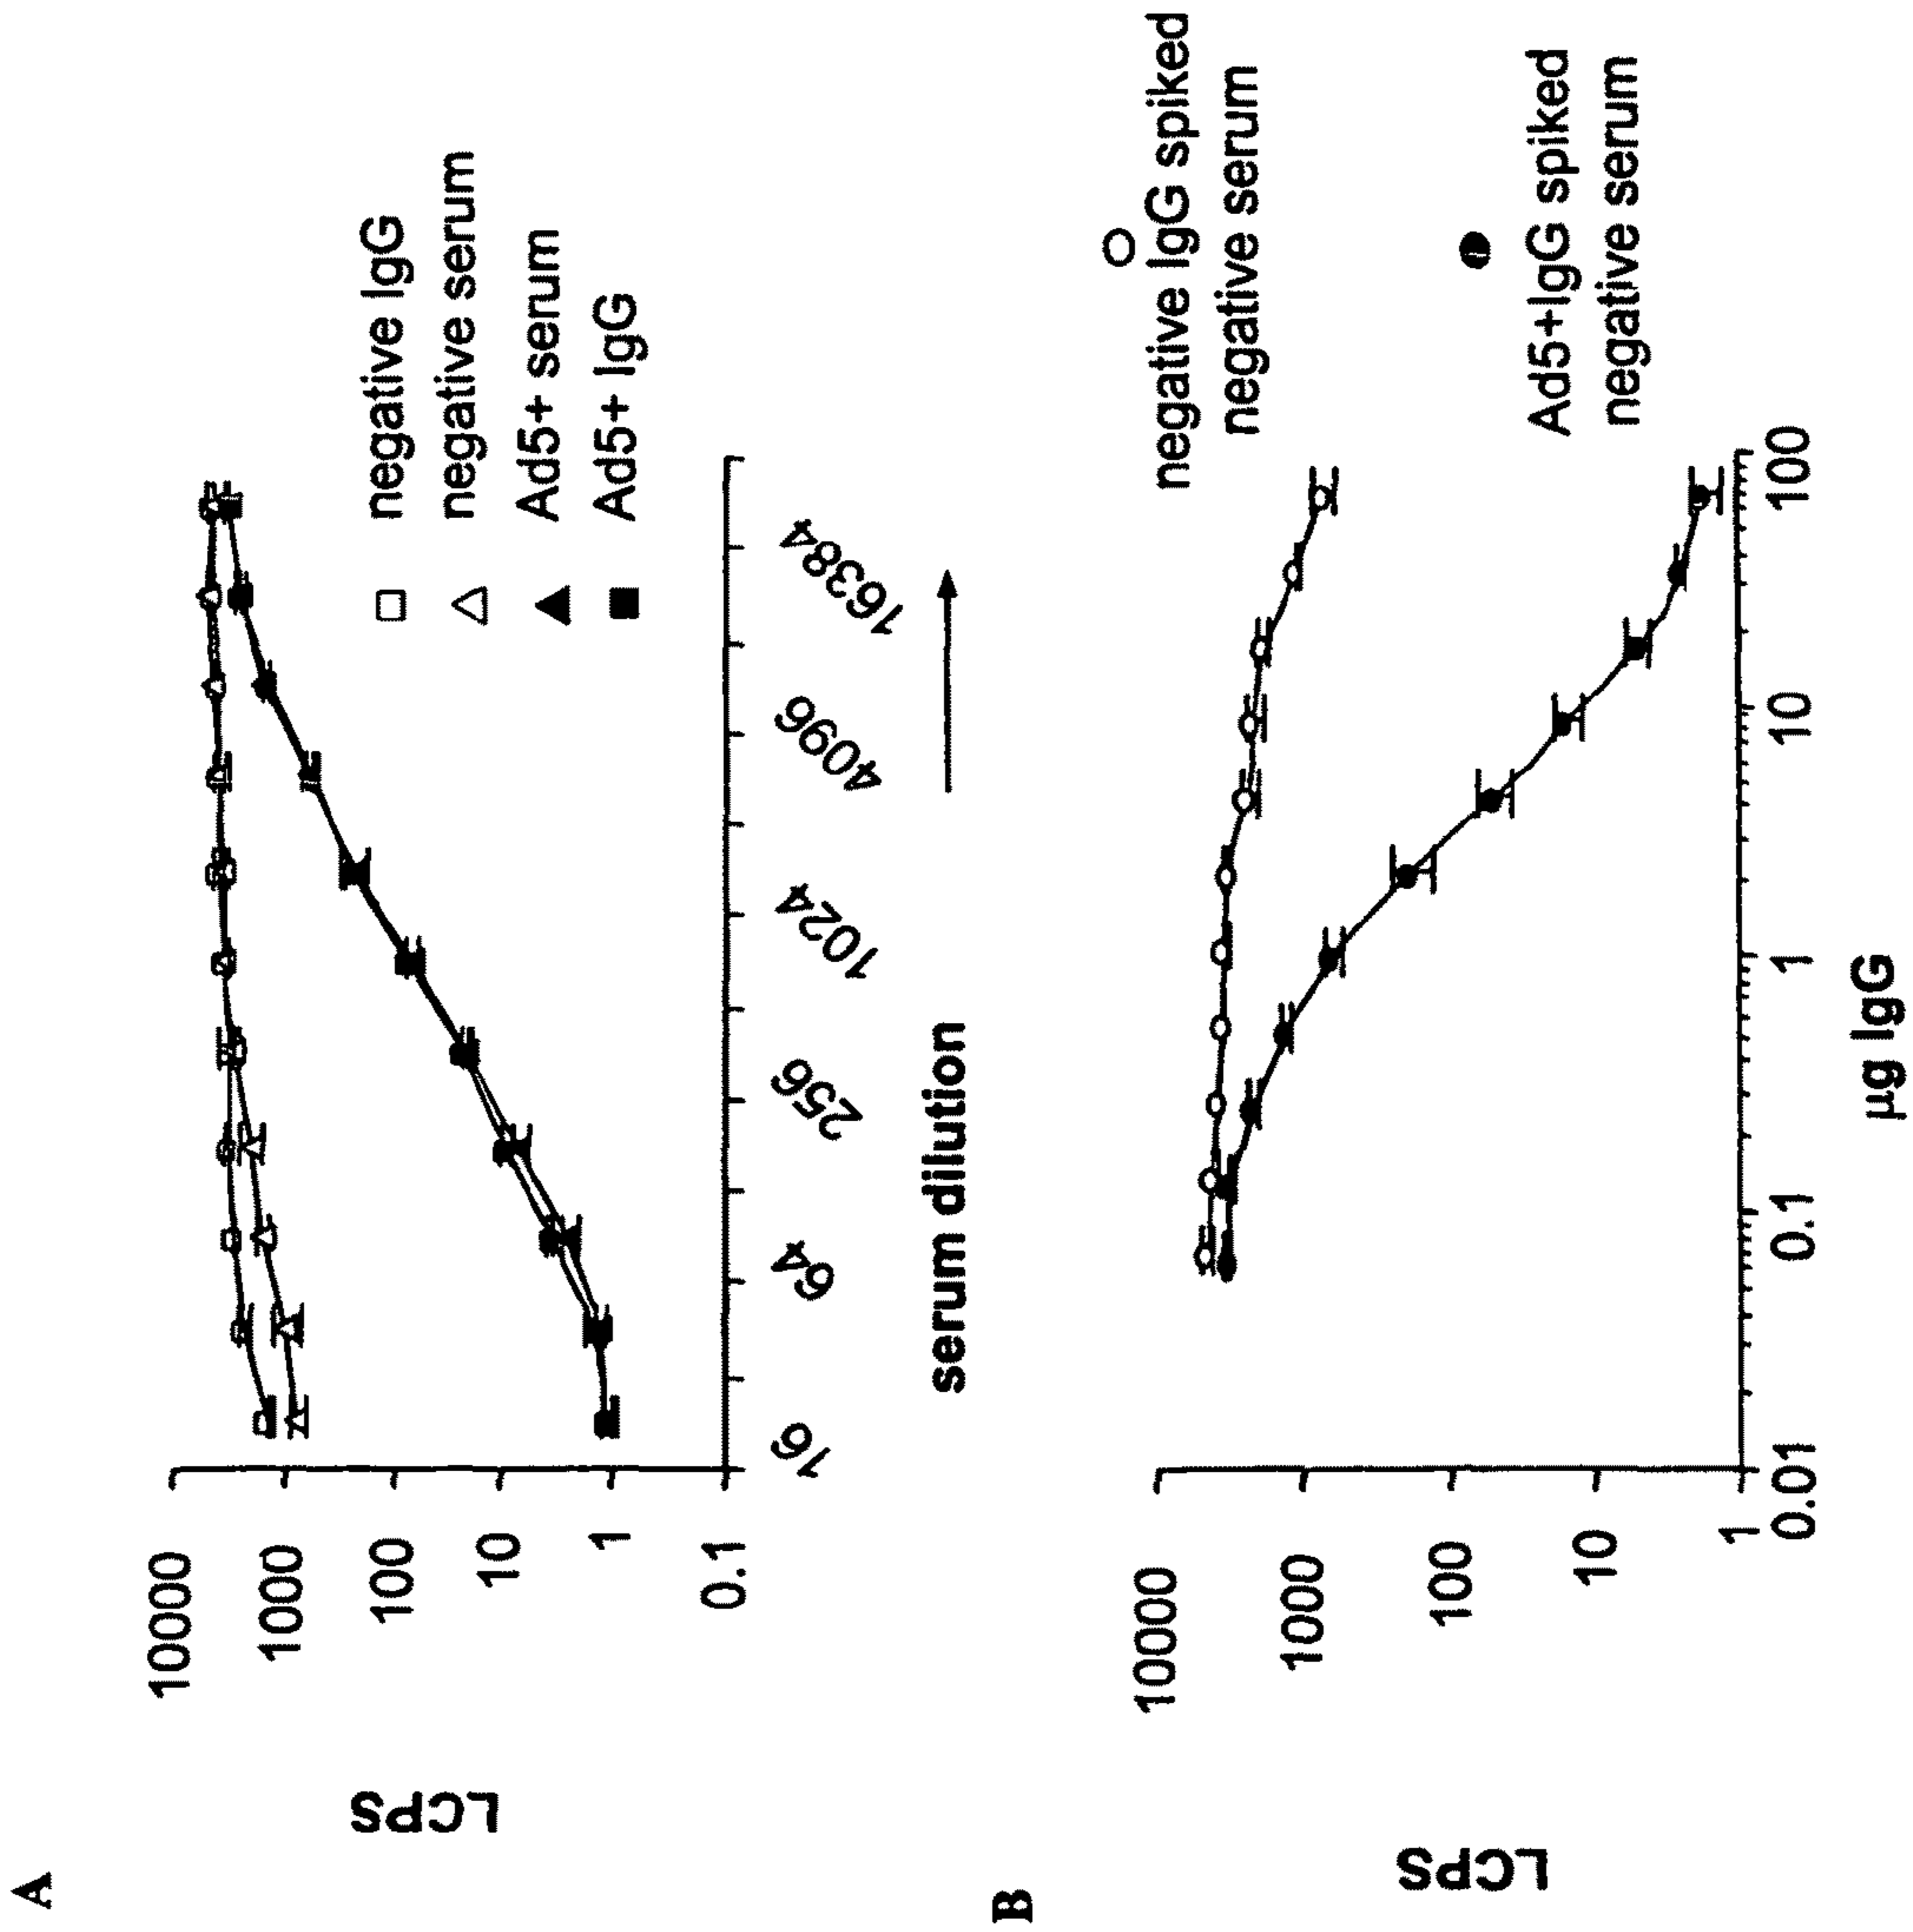 A
LCPS
10000
1000
100
10
1
0.1
16
64
256
1024
4096
16384
serum dilution
negative IgG
negative serum
Ad5+ serum
Ad5+ IgG
B
LCPS
10000
1000
100
10
1
0.01
0.1
1
10
100
µg IgG
negative IgG spiked
negative serum
Ad5+IgG spiked
negative serum